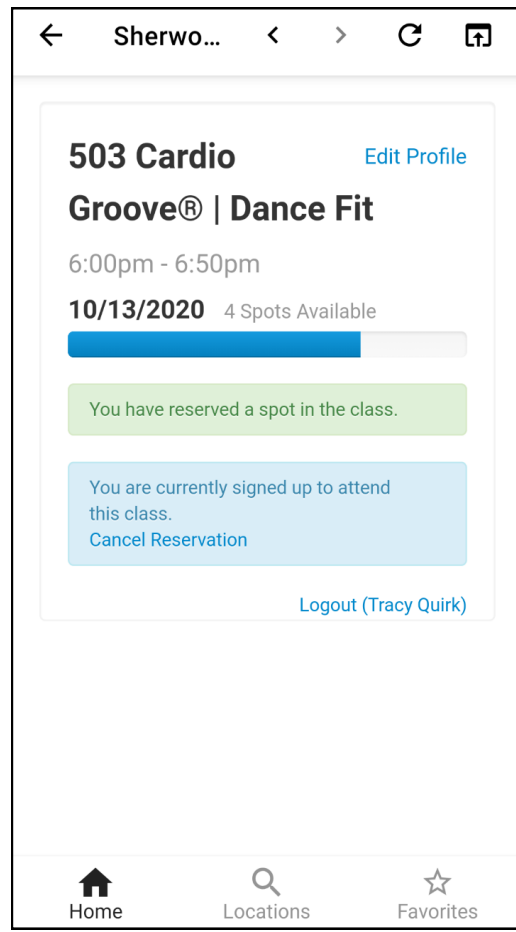 Sherwo...
503 Cardio Edit Profile
Groove® | Dance Fit
6:00pm - 6:50pm
10/13/2020 4 Spots Available
You have reserved a spot in the class.
You are currently signed up to attend
this class.
Cancel Reservation
Logout (Tracy Quirk)
Home Locations Favorites